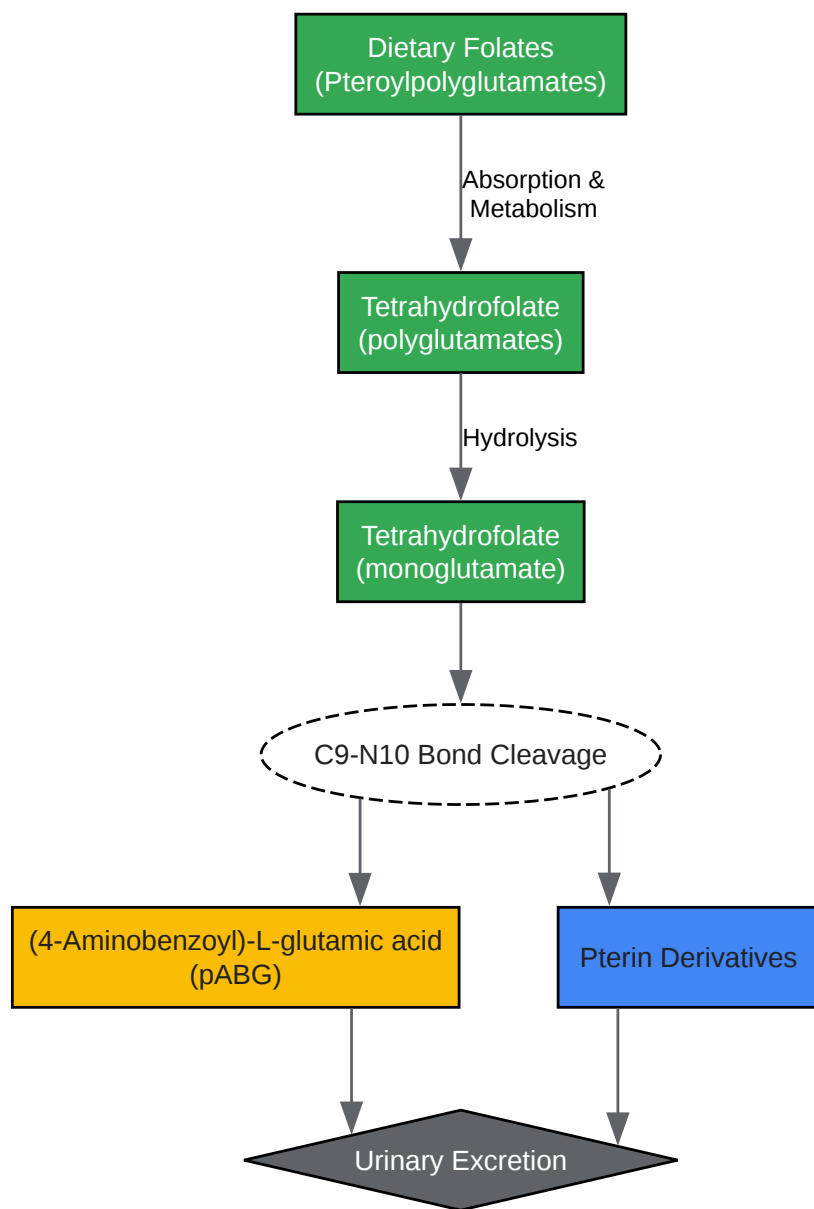 Dietary Folates
(Pteroylpolyglutamates)
Absorption &
Metabolism
Tetrahydrofolate
(polyglutamates)
Hydrolysis
Tetrahydrofolate
(monoglutamate)
C9-N10 Bond Cleavage
(4-Aminobenzoyl)-L-glutamic acid
(pABG)
Pterin Derivatives
Urinary Excretion